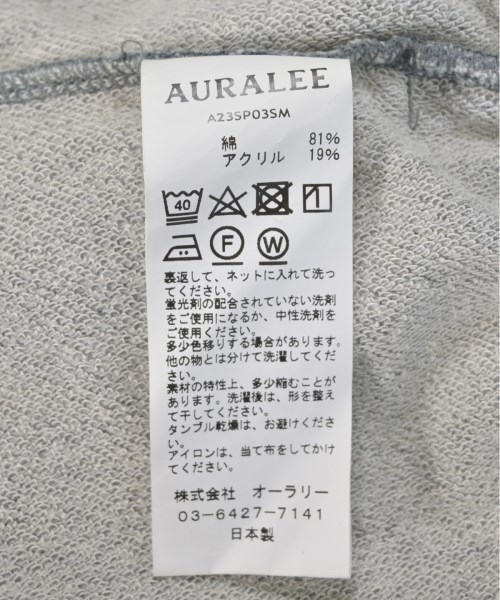 AURALEE
A23SP03SM
綿 81%
アクリル 19%
40
F W
裏返して、ネットに入れて洗っ
てください。
蛍光剤の配合されていない洗剤
をご使用になるか、中性洗剤を
ご使用ください。
多少色移りする場合があります。
他の物とは分けて洗濯してくだ
さい。
素材の特性上、多少縮むことが
あります。洗濯後は、形を整え
て干してください。
タンブル乾燥は、お避けください。
アイロンは、当て布をしてかけ
てください。
株式会社 オーラリー
03-6427-7141
日本製